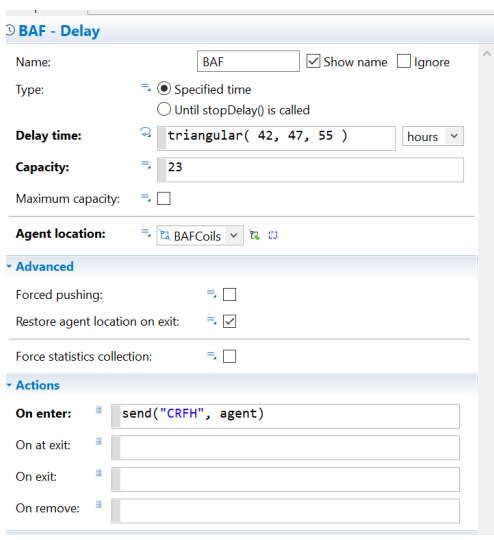 BAF - Delay
Name: BAF Show name Ignore
Type: Specified time
Until stopDelay() is called
Delay time: triangular( 42, 47, 55 ) hours
Capacity: 23
Maximum capacity:
Agent location: BAFCoils
Advanced
Forced pushing:
Restore agent location on exit:
Force statistics collection:
Actions
On enter: send("CRFH", agent)
On at exit:
On exit:
On remove: